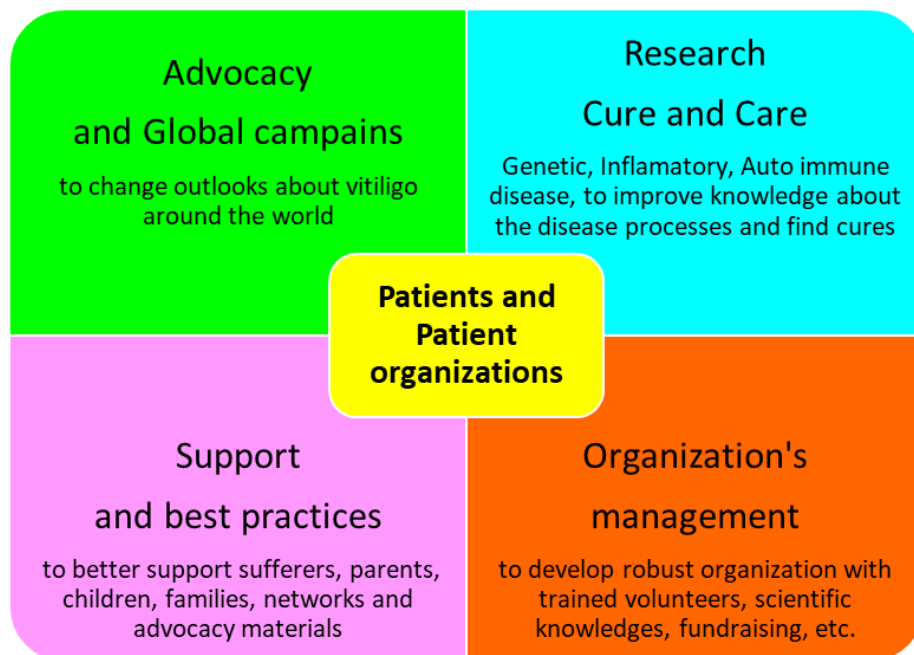 Advocacy
and Global campains
to change outlooks about vitiligo
around the world
Research
Cure and Care
Genetic, Inflamatory, Auto immune
disease, to improve knowledge about
the disease processes and find cures
Patients and
Patient
organizations
Support
and best practices
to better support sufferers, parents,
children, families, networks and
advocacy materials
Organization's
management
to develop robust organization with
trained volunteers, scientific
knowledges, fundraising, etc.